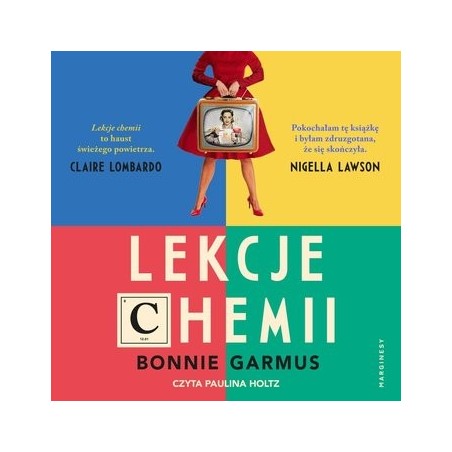 Lekcje chemii
to haust
świeżego powietrza.
CLAIRE LOMBARDO
Pokochałam tę książkę
i byłam zdruzgotana,
że się skończyła.
NIGELLA LAWSON
LEKCJE
CHEMII
BONNIE GARMUS
CZYTA PAULINA HOLTZ
MARGINESY